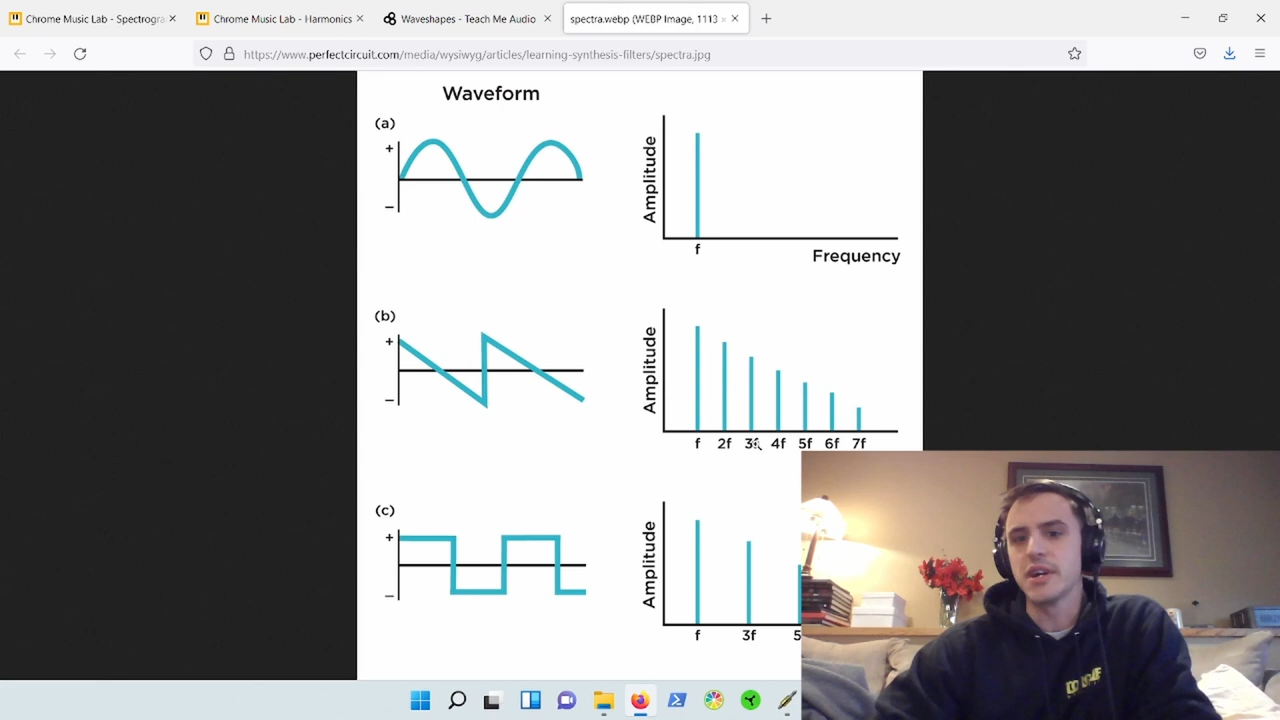 Chrome Music Lab - Spectrogra
Chrome Music Lab - Harmonics
Waveshapes - Teach Me Audio
spectra.webp (WEBP Image, 1113 ×
https://www.perfectcircuit.com/media/wysiwyg/articles/learning-synthesis-filters/spectra.jpg
Waveform
(a)
+
−
Amplitude
f
Frequency
(b)
+
−
Amplitude
f 2f 3f 4f 5f 6f 7f
(c)
+
−
Amplitude
f 3f 5